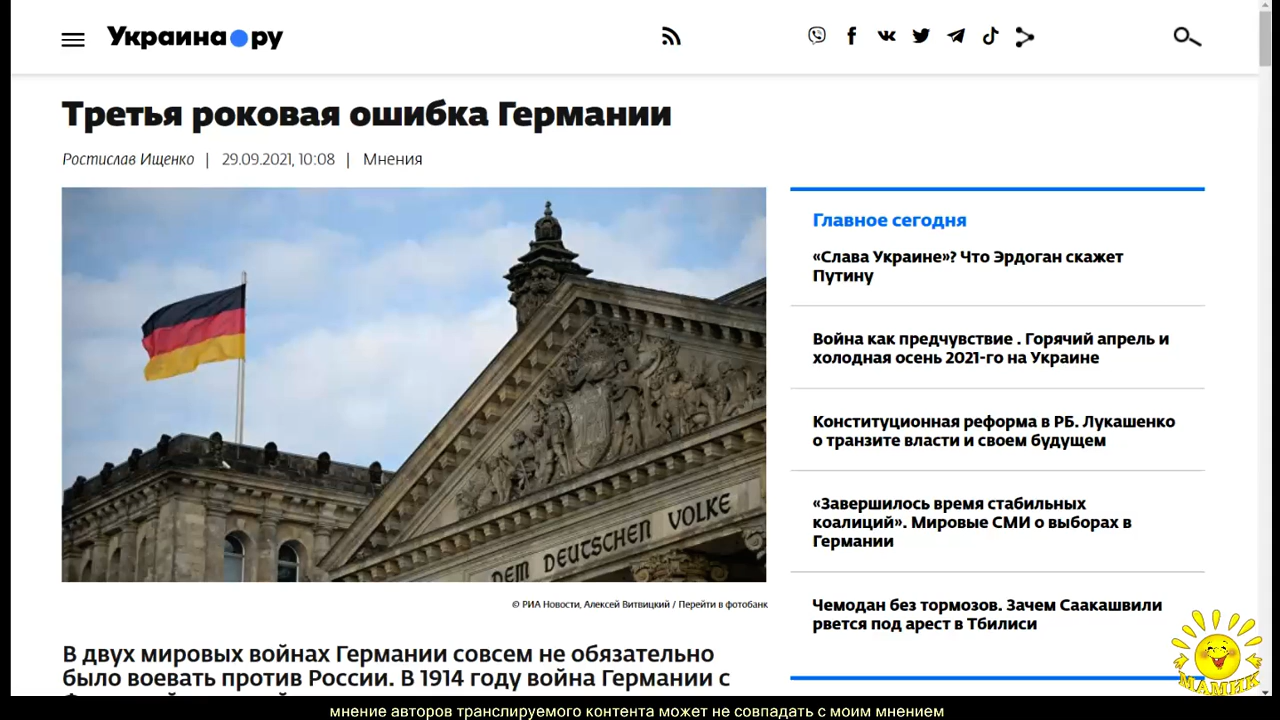 Украина ру
Третья роковая ошибка Германии
Ростислав Ищенко | 29.09.2021, 10:08 | Мнения
DEM DEUTSCHEN VOLKE
© РИА Новости, Алексей Витвицкий / Перейти в фотобанк
В двух мировых войнах Германии совсем не обязательно
было воевать против России. В 1914 году война Германии с
Главное сегодня
«Слава Украине»? Что Эрдоган скажет
Путину
Война как предчувствие . Горячий апрель и
холодная осень 2021-го на Украине
Конституционная реформа в РБ. Лукашенко
о транзите власти и своем будущем
«Завершилось время стабильных
коалиций». Мировые СМИ о выборах в
Германии
Чемодан без тормозов. Зачем Саакашвили
рвется под арест в Тбилиси
МАМИК
мнение авторов транслируемого контента может не совпадать с моим мнением